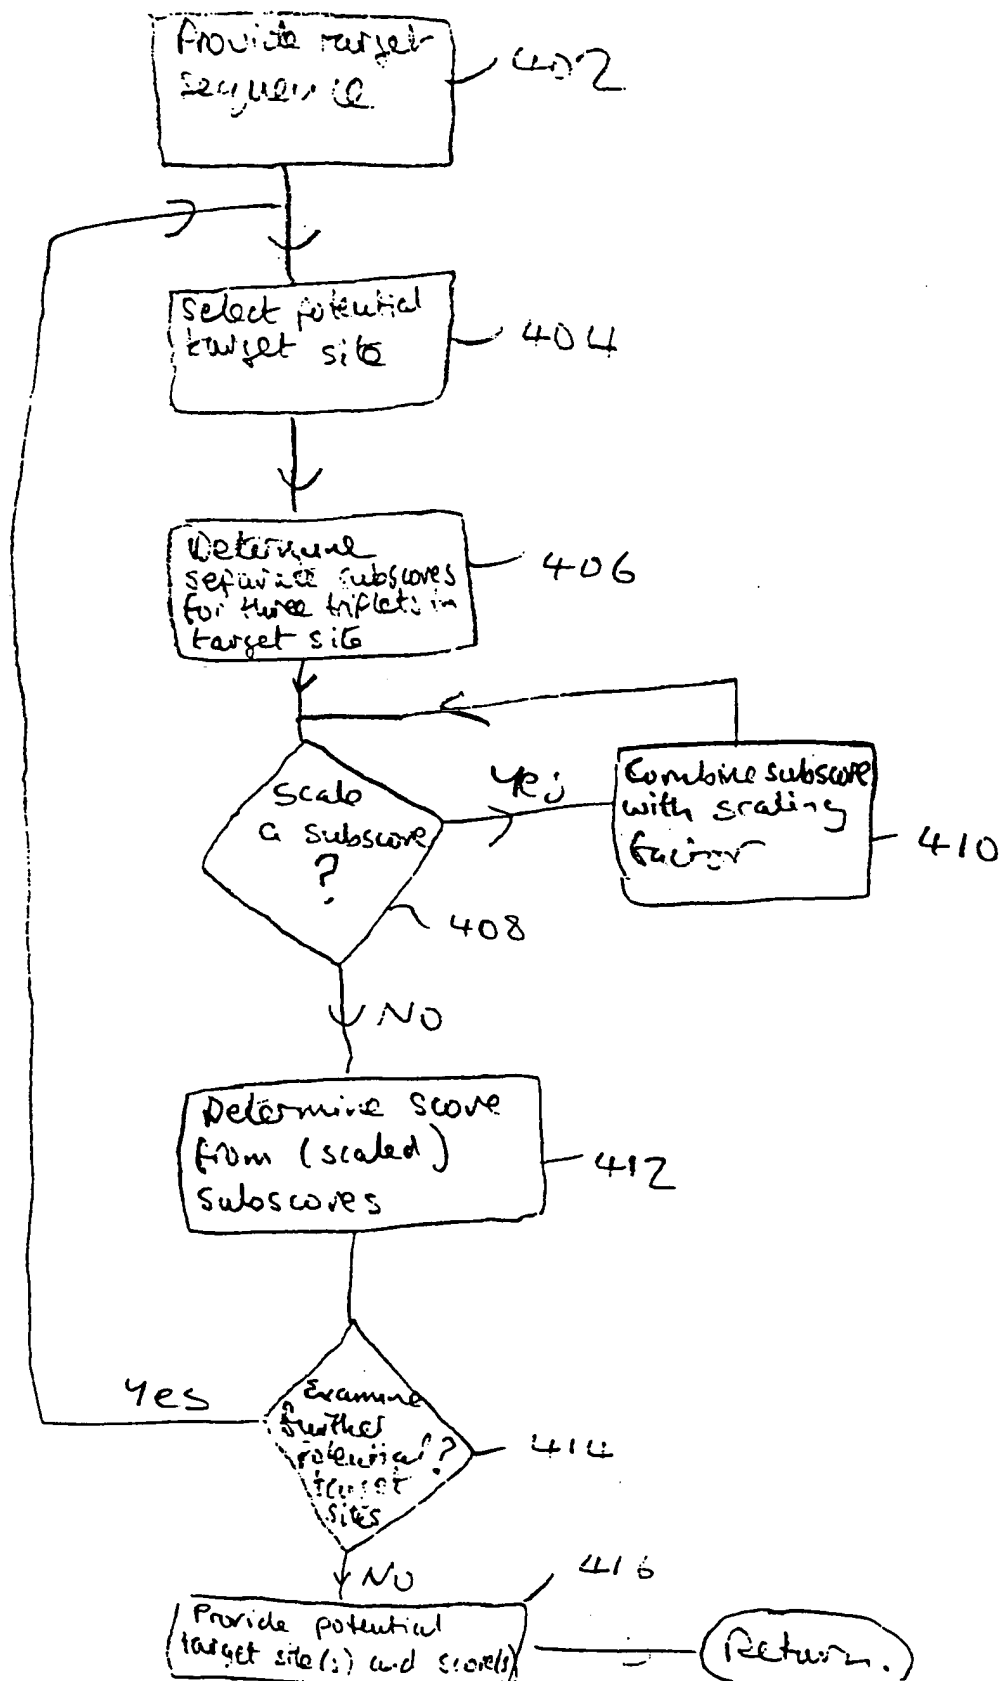 Provide target
sequence
402
Select potential
target site
404
Determine
separate subscores
for three triplets in
target site
406
Scale
a subscore
?
408
Yes
Combine subscore
with scaling
factor
410
NO
Determine score
from (scaled)
subscores
412
Yes
Examine
further
potential ?
target
sites
414
NO
416
Provide potential
target site(s) and score(s)
Return.